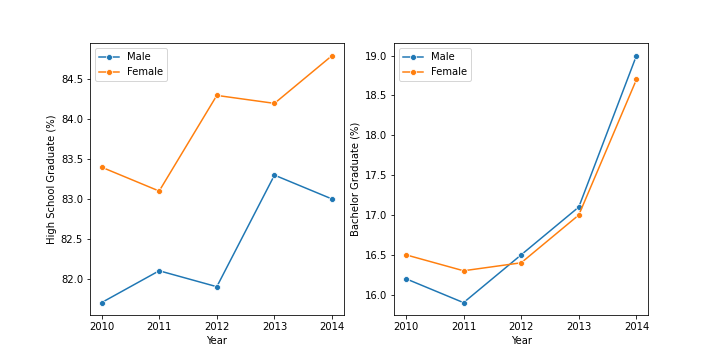 Male
Female
High School Graduate (%)
84.5
84.0
83.5
83.0
82.5
82.0
2010 2011 2012 2013 2014
Year
Male
Female
Bachelor Graduate (%)
19.0
18.5
18.0
17.5
17.0
16.5
16.0
2010 2011 2012 2013 2014
Year